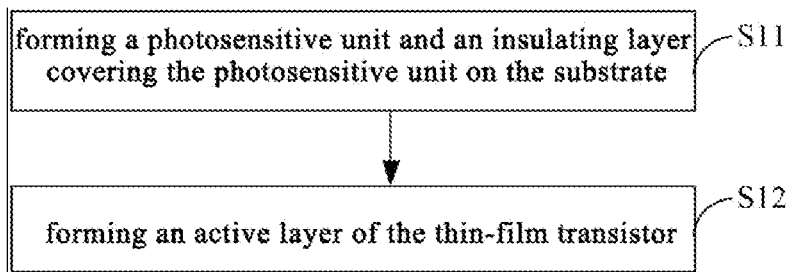 forming a photosensitive unit and an insulating layer
covering the photosensitive unit on the substrate
S11
forming an active layer of the thin-film transistor
S12